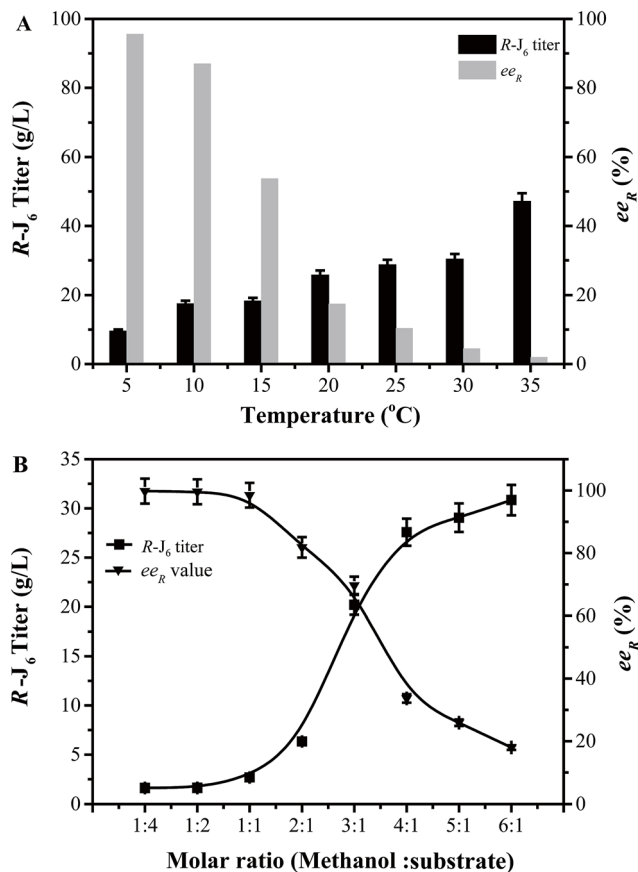 A
R-J6 titer
eeR
R-J6 Titer (g/L)
100
80
60
40
20
0
eeR (%)
100
80
60
40
20
0
5 10 15 20 25 30 35
Temperature (oC)
B
R-J6 titer
eeR value
R-J6 Titer (g/L)
35
30
25
20
15
10
5
0
eeR (%)
100
80
60
40
20
0
1:4 1:2 1:1 2:1 3:1 4:1 5:1 6:1
Molar ratio (Methanol :substrate)